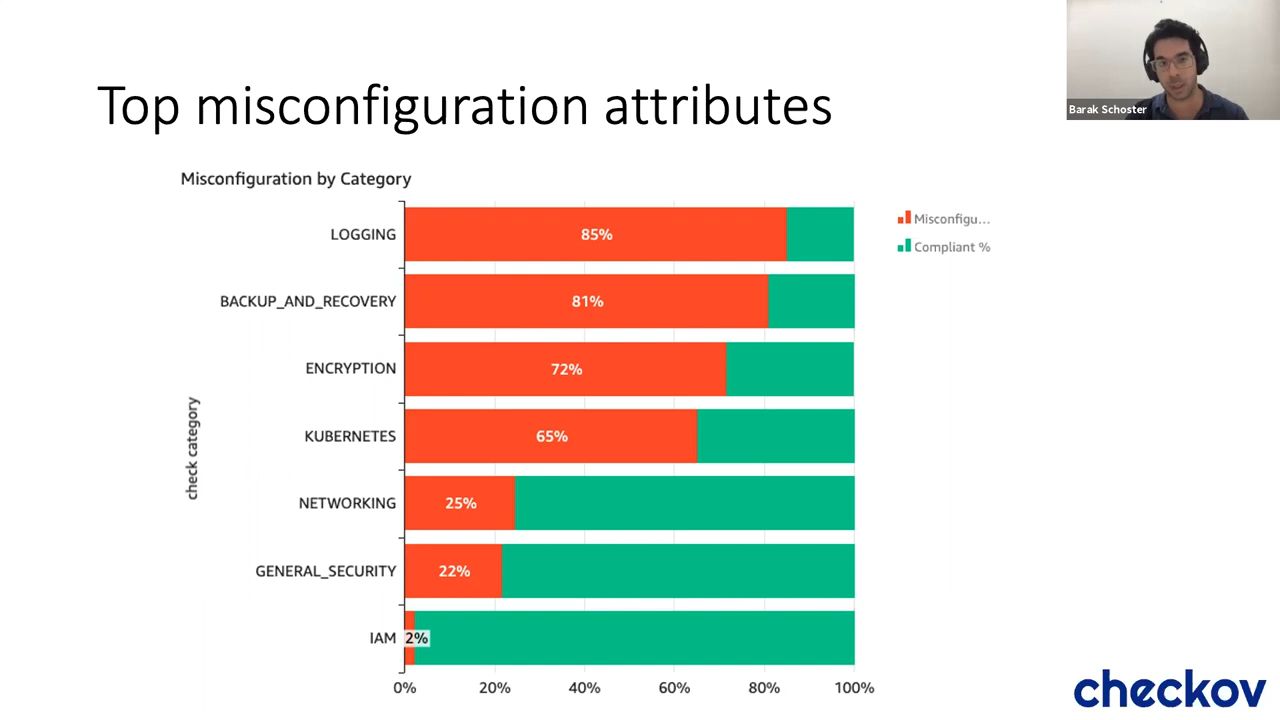 Barak Schoster
Top misconfiguration attributes
Misconfiguration by Category
Misconfigu...
Compliant %
check category
LOGGING 85%
BACKUP_AND_RECOVERY 81%
ENCRYPTION 72%
KUBERNETES 65%
NETWORKING 25%
GENERAL_SECURITY 22%
IAM 2%
0% 20% 40% 60% 80% 100%
checkov